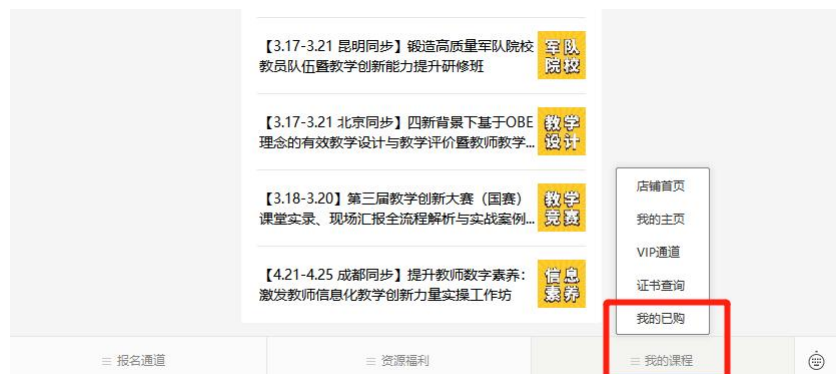 【3.17-3.21 昆明同步】锻造高质量军队院校
教员队伍暨教学创新能力提升研修班
军队
院校
【3.17-3.21 北京同步】四新背景下基于OBE
理念的有效教学设计与教学评价暨教师教学...
教学
设计
【3.18-3.20】第三届教学创新大赛（国赛）
课堂实录、现场汇报全流程解析与实战案例...
教学
竞赛
【4.21-4.25 成都同步】提升教师数字素养：
激发教师信息化教学创新力量实操工作坊
信息
素养
店铺首页
我的主页
VIP通道
证书查询
我的已购
报名通道
资源福利
我的课程